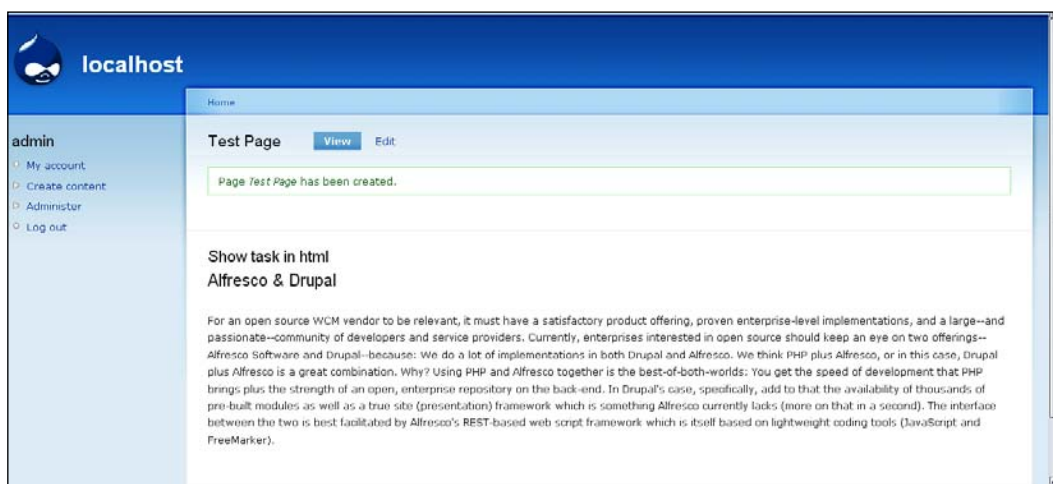 localhost
Home
admin
My account
Create content
Administer
Log out
Test Page View Edit
Page Test Page has been created.
Show task in html
Alfresco & Drupal
For an open source WCM vendor to be relevant, it must have a satisfactory product offering, proven enterprise-level implementations, and a large--and
passionate--community of developers and service providers. Currently, enterprises interested in open source should keep an eye on two offerings--
Alfresco Software and Drupal--because: We do a lot of implementations in both Drupal and Alfresco. We think PHP plus Alfresco, or in this case, Drupal
plus Alfresco is a great combination. Why? Using PHP and Alfresco together is the best-of-both-worlds: You get the speed of development that PHP
brings plus the strength of an open, enterprise repository on the back-end. In Drupal's case, specifically, add to that the availability of thousands of
pre-built modules as well as a true site (presentation) framework which is something Alfresco currently lacks (more on that in a second). The interface
between the two is best facilitated by Alfresco's REST-based web script framework which is itself based on lightweight coding tools (JavaScript and
FreeMarker).